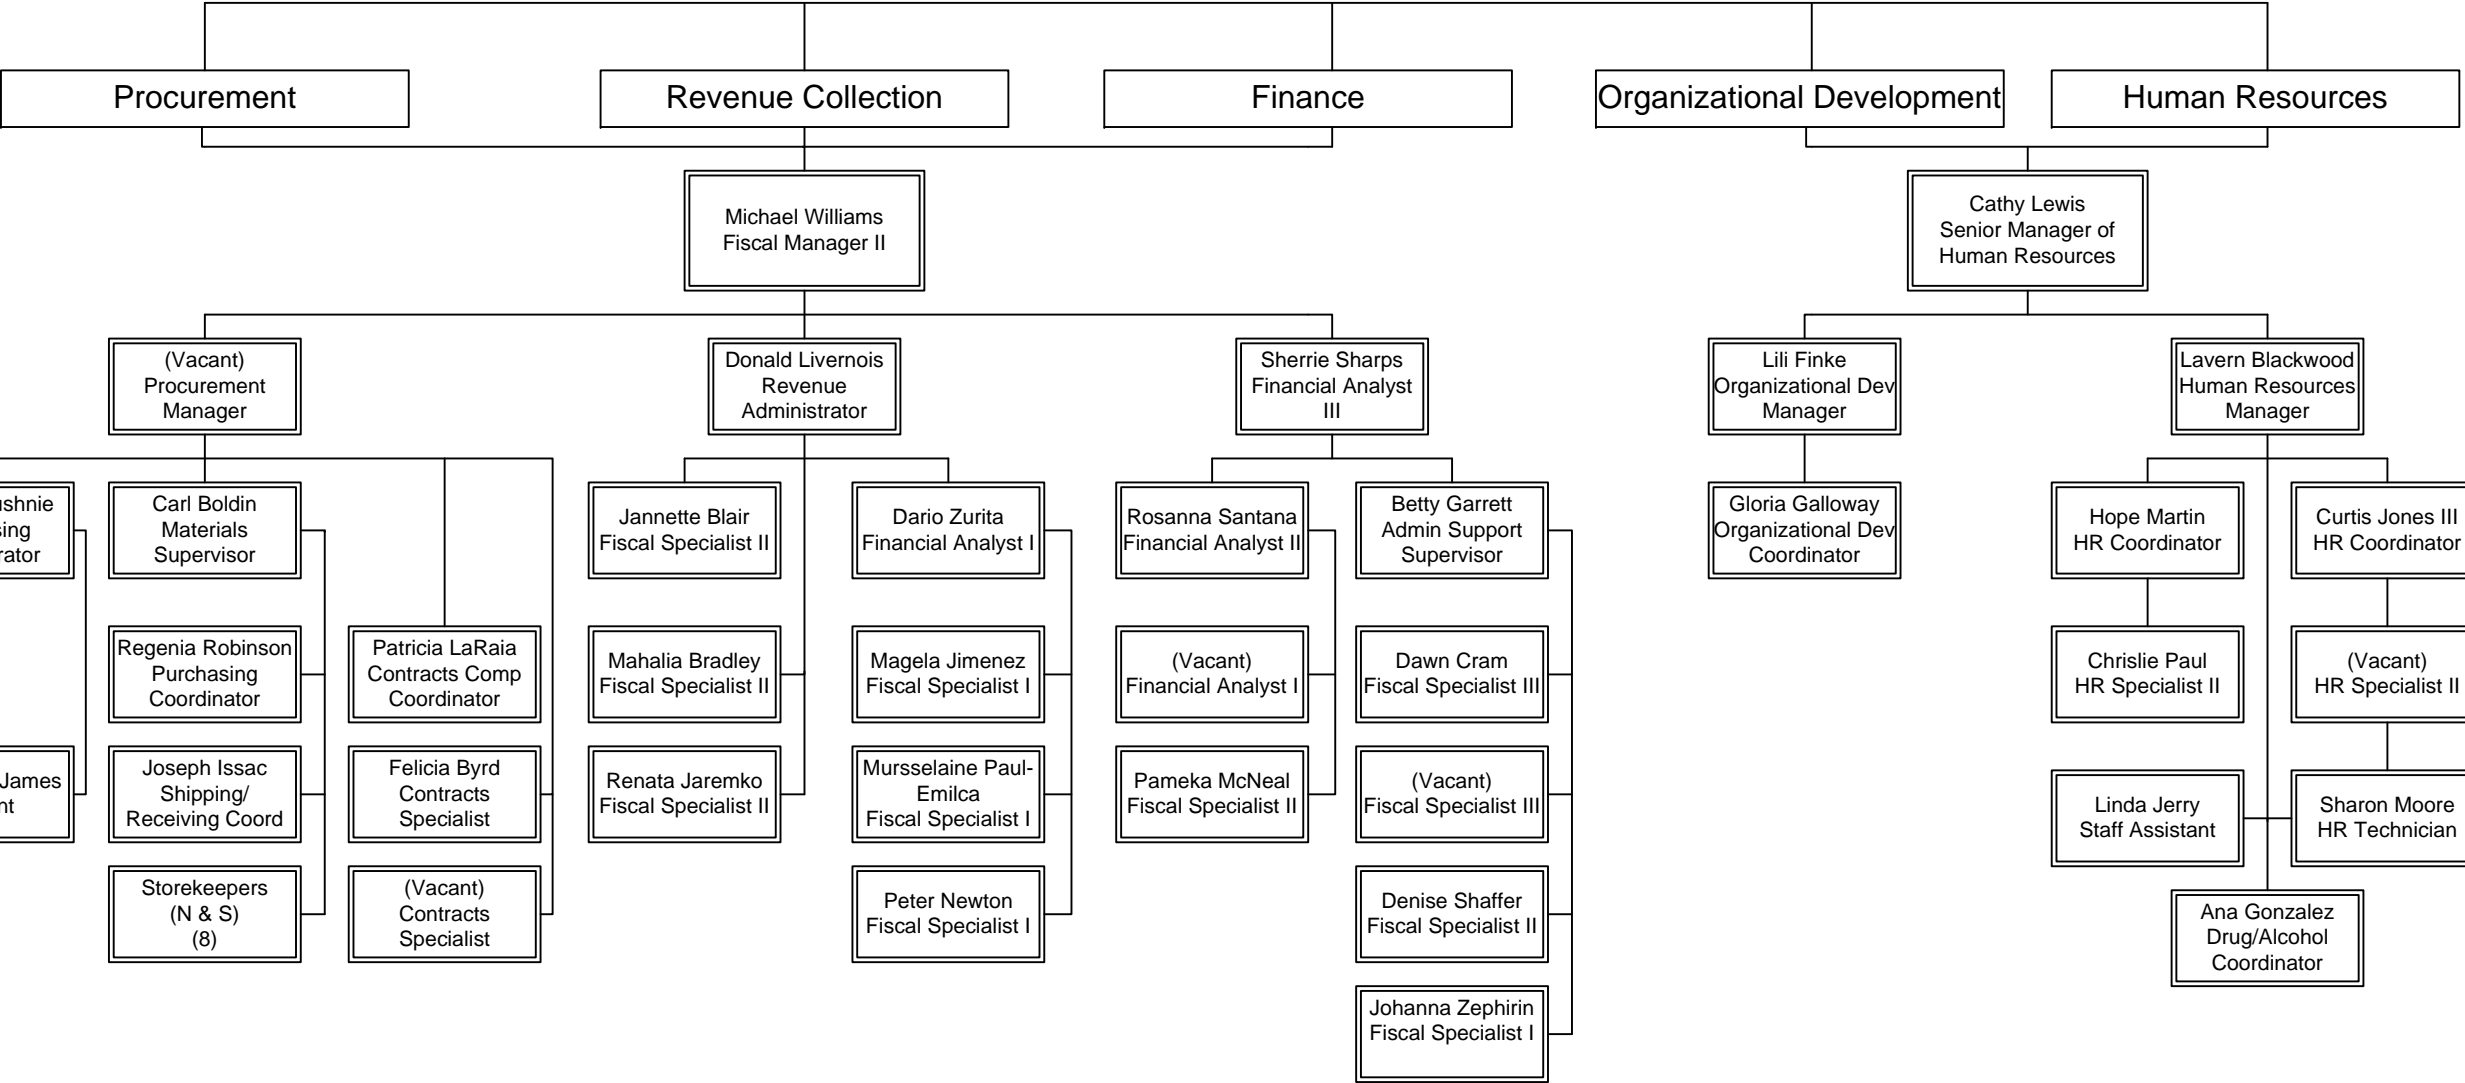 Procurement
Revenue Collection
Finance
Organizational Development
Human Resources
Michael Williams
Fiscal Manager II
Cathy Lewis
Senior Manager of
Human Resources
(Vacant)
Procurement
Manager
Donald Livernois
Revenue
Administrator
Sherrie Sharps
Financial Analyst
III
Lili Finke
Organizational Dev
Manager
Lavern Blackwood
Human Resources
Manager
Carl Boldin
Materials
Supervisor
Jannette Blair
Fiscal Specialist II
Dario Zurita
Financial Analyst I
Rosanna Santana
Financial Analyst II
Betty Garrett
Admin Support
Supervisor
Gloria Galloway
Organizational Dev
Coordinator
Hope Martin
HR Coordinator
Curtis Jones III
HR Coordinator
Regenia Robinson
Purchasing
Coordinator
Patricia LaRaia
Contracts Comp
Coordinator
Mahalia Bradley
Fiscal Specialist II
Magela Jimenez
Fiscal Specialist I
(Vacant)
Financial Analyst I
Dawn Cram
Fiscal Specialist III
Chrislie Paul
HR Specialist II
(Vacant)
HR Specialist II
James
Joseph Issac
Shipping/
Receiving Coord
Felicia Byrd
Contracts
Specialist
Renata Jaremko
Fiscal Specialist II
Mursselaine Paul-
Emilca
Fiscal Specialist I
Pameka McNeal
Fiscal Specialist II
(Vacant)
Fiscal Specialist III
Linda Jerry
Staff Assistant
Sharon Moore
HR Technician
Storekeepers
(N & S)
(8)
(Vacant)
Contracts
Specialist
Peter Newton
Fiscal Specialist I
Denise Shaffer
Fiscal Specialist II
Ana Gonzalez
Drug/Alcohol
Coordinator
Johanna Zephirin
Fiscal Specialist I